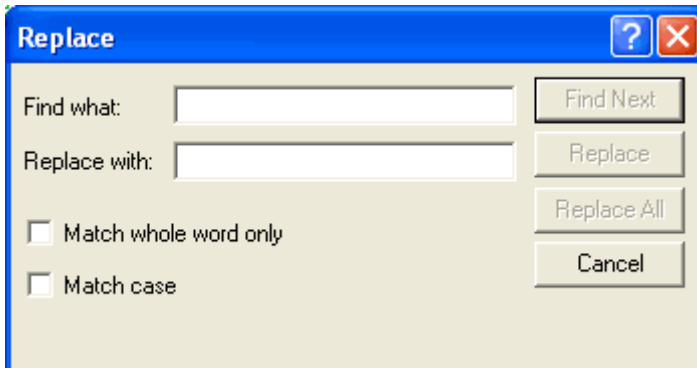 Replace
Find what:
Find Next
Replace with:
Replace
Replace All
Match whole word only
Cancel
Match case